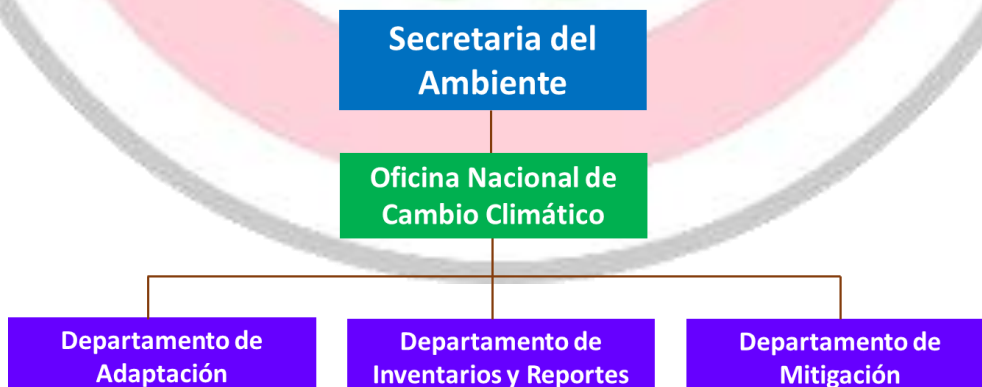 Secretaria del
Ambiente
Oficina Nacional de
Cambio Climático
Departamento de
Adaptación
Departamento de
Inventarios y Reportes
Departamento de
Mitigación